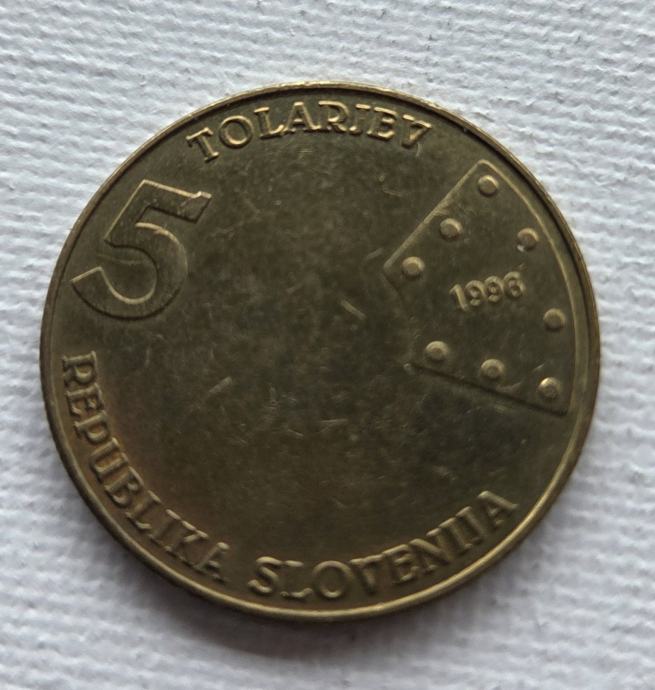 TOLARJEV
5
1996
REPUBLIKA SLOVENIJA